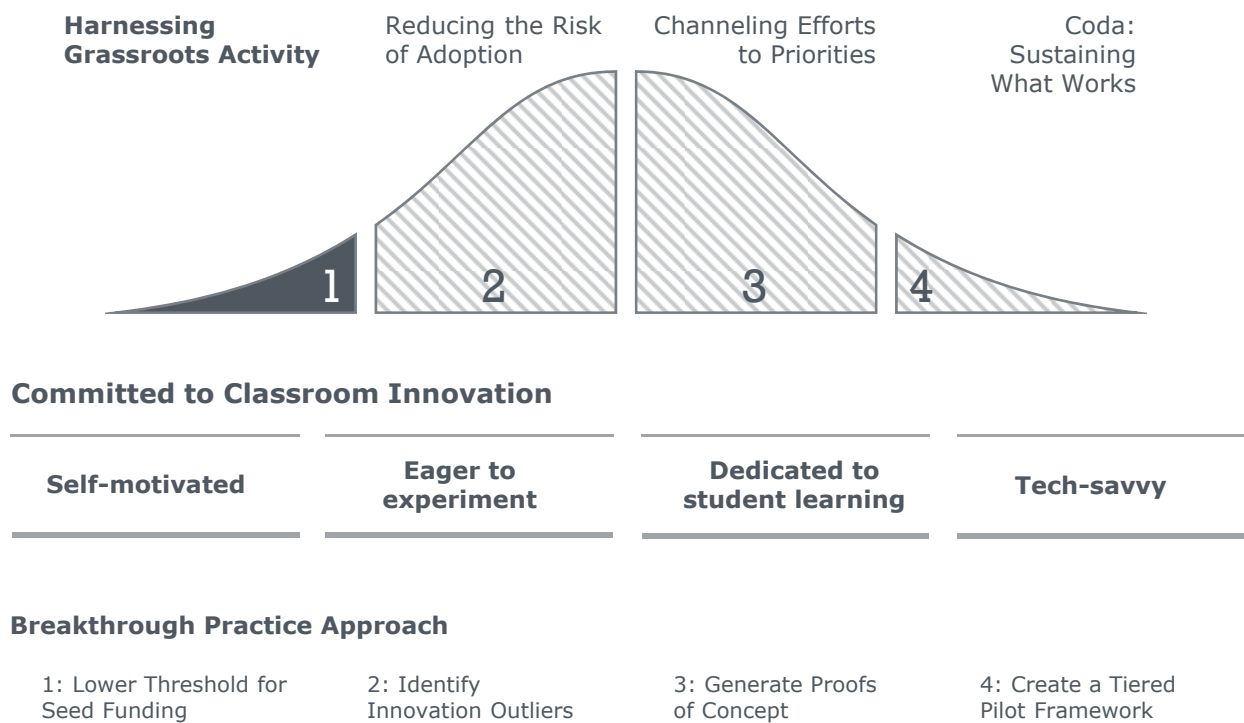 Harnessing
Grassroots Activity
Reducing the Risk
of Adoption
Channeling Efforts
to Priorities
Coda:
Sustaining
What Works
1
2
3
4
Committed to Classroom Innovation
Self-motivated
Eager to
experiment
Dedicated to
student learning
Tech-savvy
Breakthrough Practice Approach
1: Lower Threshold for
Seed Funding
2: Identify
Innovation Outliers
3: Generate Proofs
of Concept
4: Create a Tiered
Pilot Framework